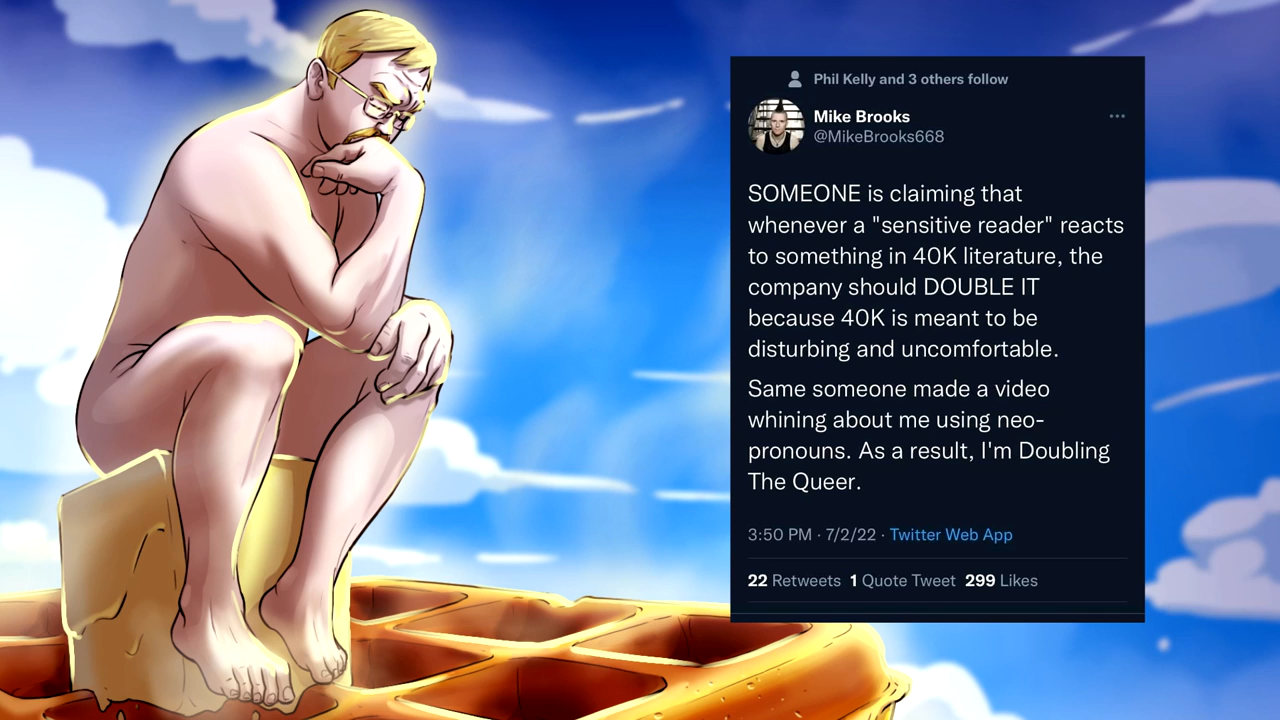 Phil Kelly and 3 others follow
Mike Brooks
@MikeBrooks668
SOMEONE is claiming that
whenever a "sensitive reader" reacts
to something in 40K literature, the
company should DOUBLE IT
because 40K is meant to be
disturbing and uncomfortable.
Same someone made a video
whining about me using neo-
pronouns. As a result, I'm Doubling
The Queer.
3:50 PM · 7/2/22 · Twitter Web App
22 Retweets 1 Quote Tweet 299 Likes